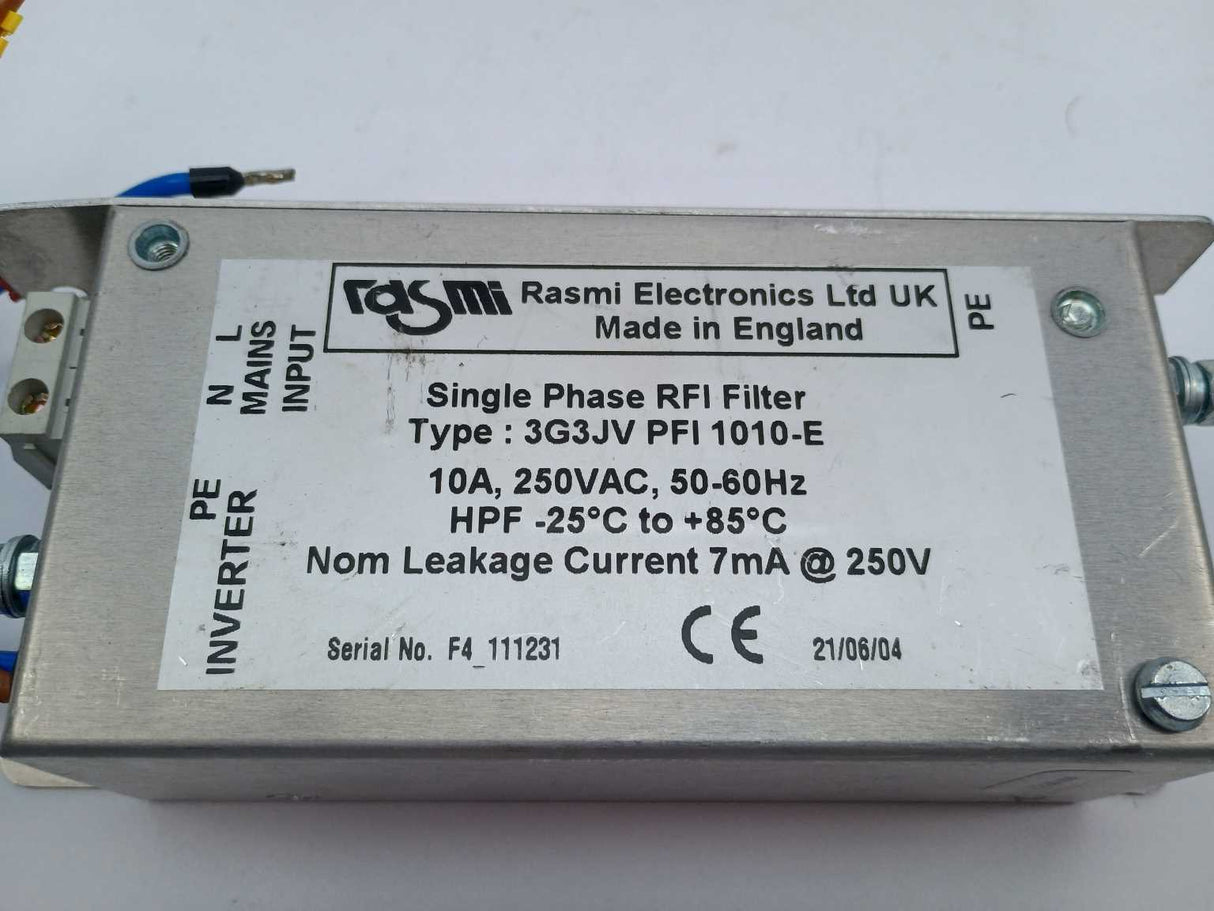 rasmi Rasmi Electronics Ltd UK
Made in England
PE
L
N MAINS
INPUT
PE
INVERTER
Single Phase RFI Filter
Type : 3G3JV PFI 1010-E
10A, 250VAC, 50-60Hz
HPF -25°C to +85°C
Nom Leakage Current 7mA @ 250V
Serial No. F4_111231 CE 21/06/04